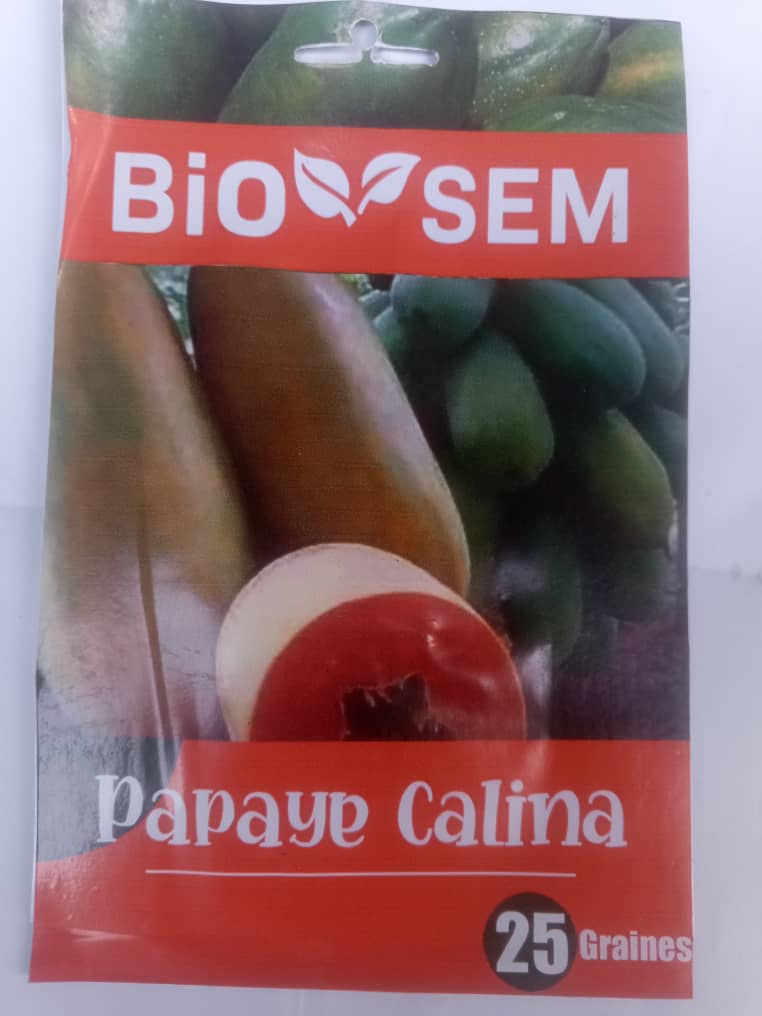 BiO SEM
Papaye Calina
25 Graines